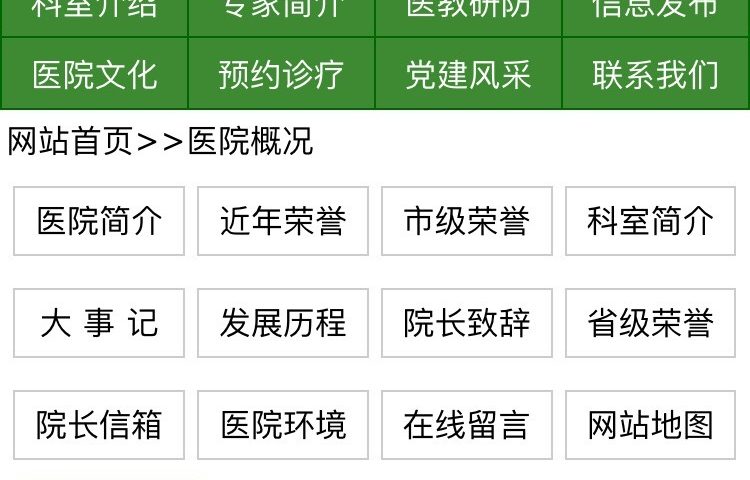 科室介绍 专家简介 医教研防 信息发布
医院文化 预约诊疗 党建风采 联系我们
网站首页>>医院概况
医院简介 近年荣誉 市级荣誉 科室简介
大 事 记 发展历程 院长致辞 省级荣誉
院长信箱 医院环境 在线留言 网站地图